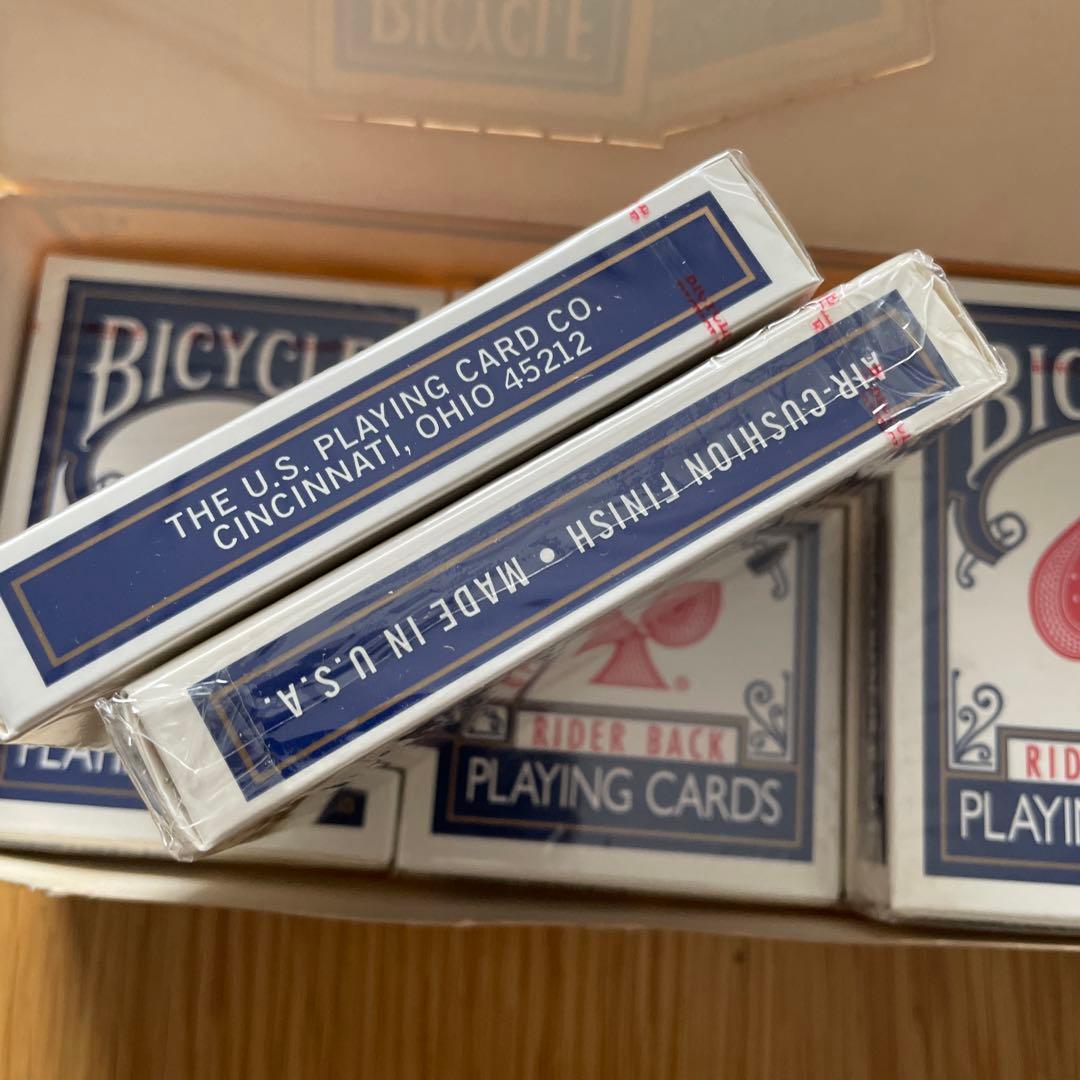 BICYCLE
BICYCLE
THE U.S. PLAYING CARD CO.
CINCINNATI, OHIO 45212
AIR-CUSHION FINISH • MADE IN U.S.A.
RIDER BACK
®
PLAYING CARDS
BIC
RID
PLAYI